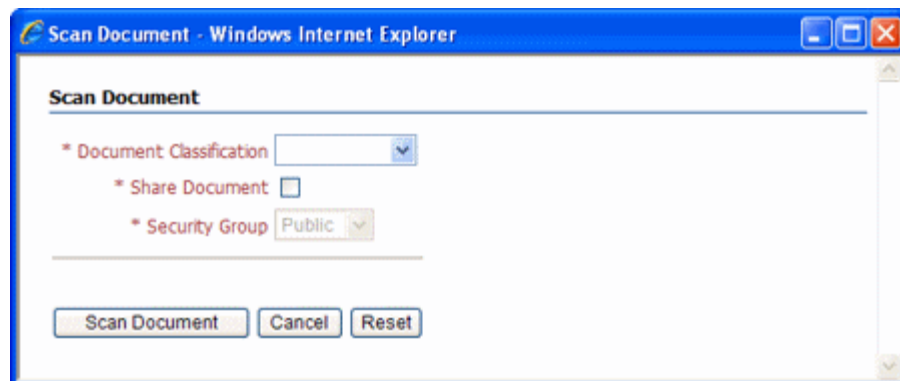 Scan Document - Windows Internet Explorer
Scan Document
* Document Classification
* Share Document
* Security Group Public
Scan Document Cancel Reset